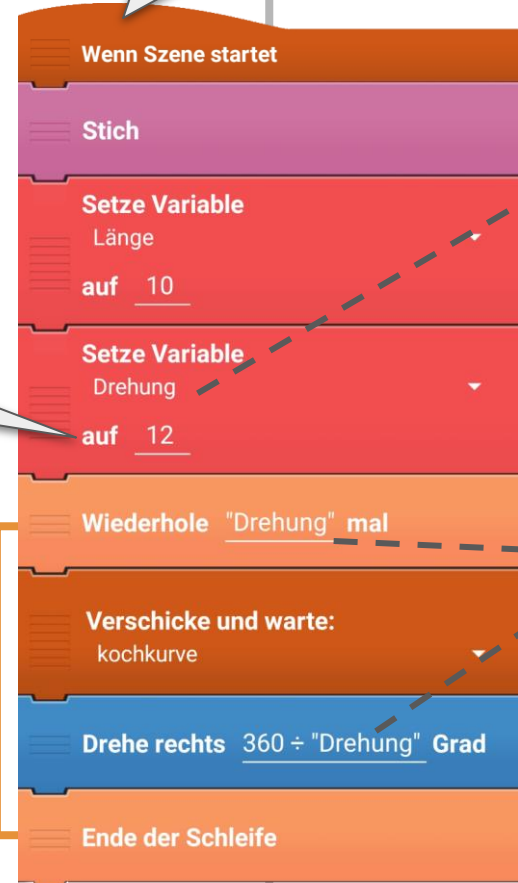 Wenn Szene startet
Stich
Setze Variable
Länge
auf 10
Setze Variable
Drehung
auf 12
Wiederhole "Drehung" mal
Verschicke und warte:
kochkurve
Drehe rechts 360 ÷ "Drehung" Grad
Ende der Schleife